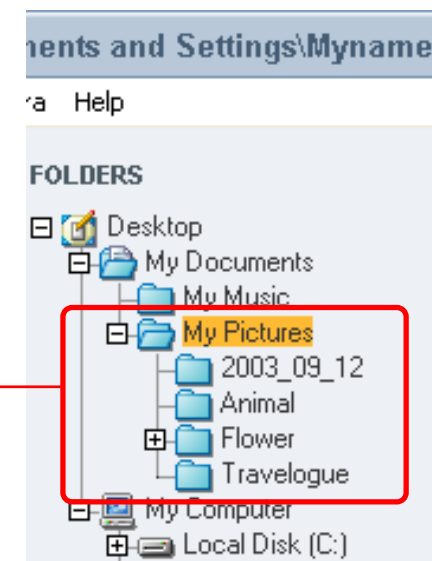 ments and Settings\Myname
ra Help
FOLDERS
Desktop
My Documents
My Music
My Pictures
2003_09_12
Animal
Flower
Travelogue
My Computer
Local Disk (C:)